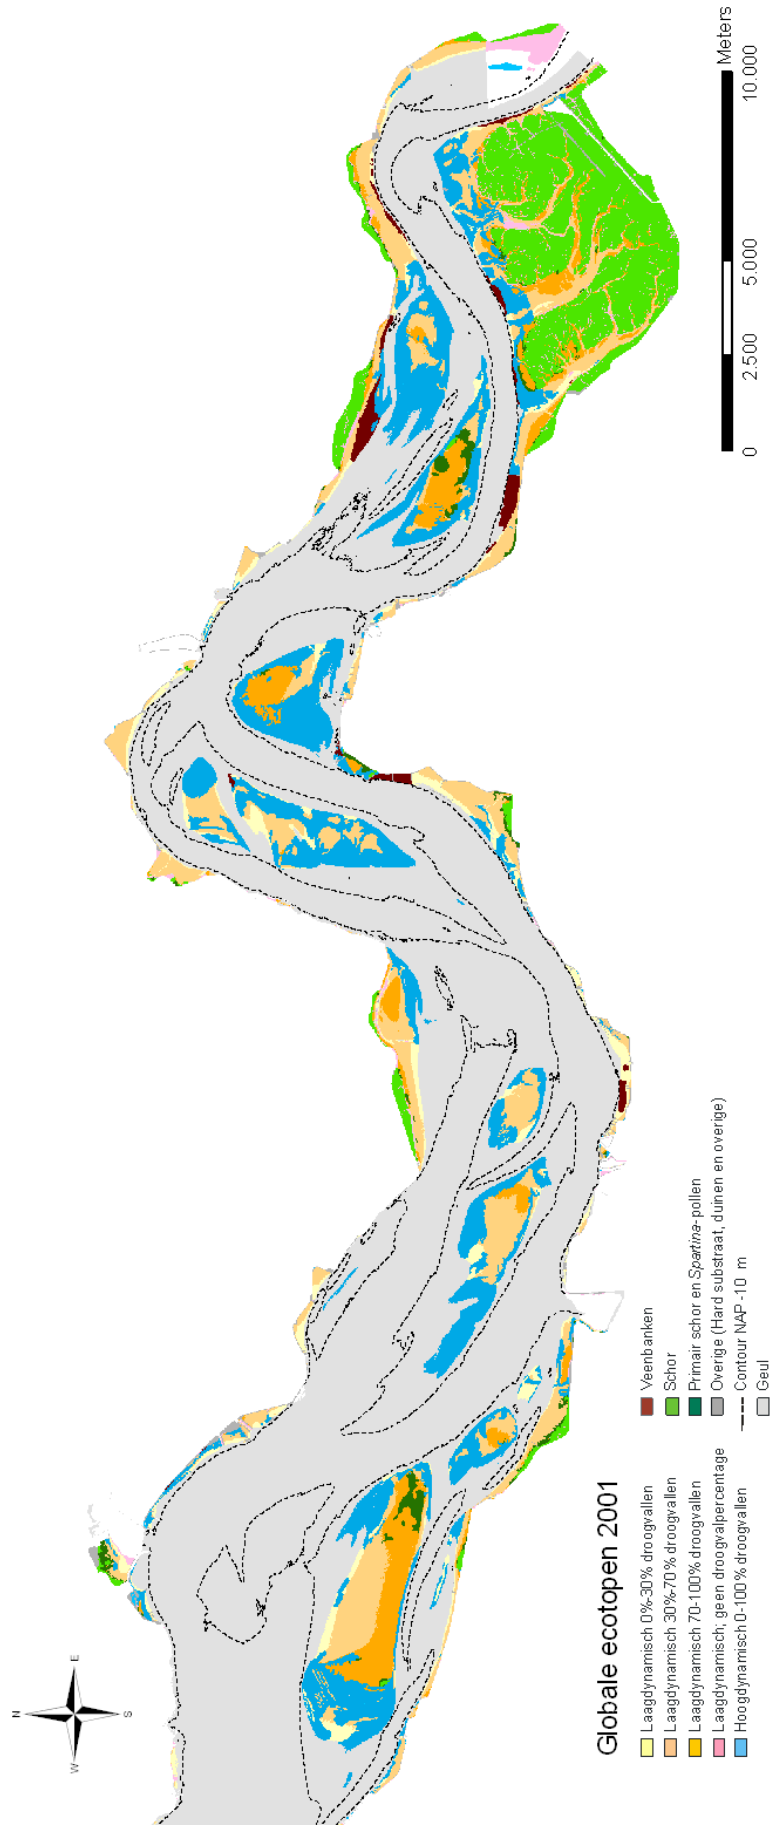 N
W
E
S
Globale ecotopen 2001
Laagdynamisch 0%-30% droogvallen
Laagdynamisch 30%-70% droogvallen
Laagdynamisch 70-100% droogvallen
Laagdynamisch; geen droogvalpercentage
Hoogdynamisch 0-100% droogvallen
Veenbanken
Schor
Primair schor en Spartina-pollen
Overige (Hard substraat, duinen en overige)
Contour NAP -10 m
Geul
0 2.500 5.000 10.000
Meters